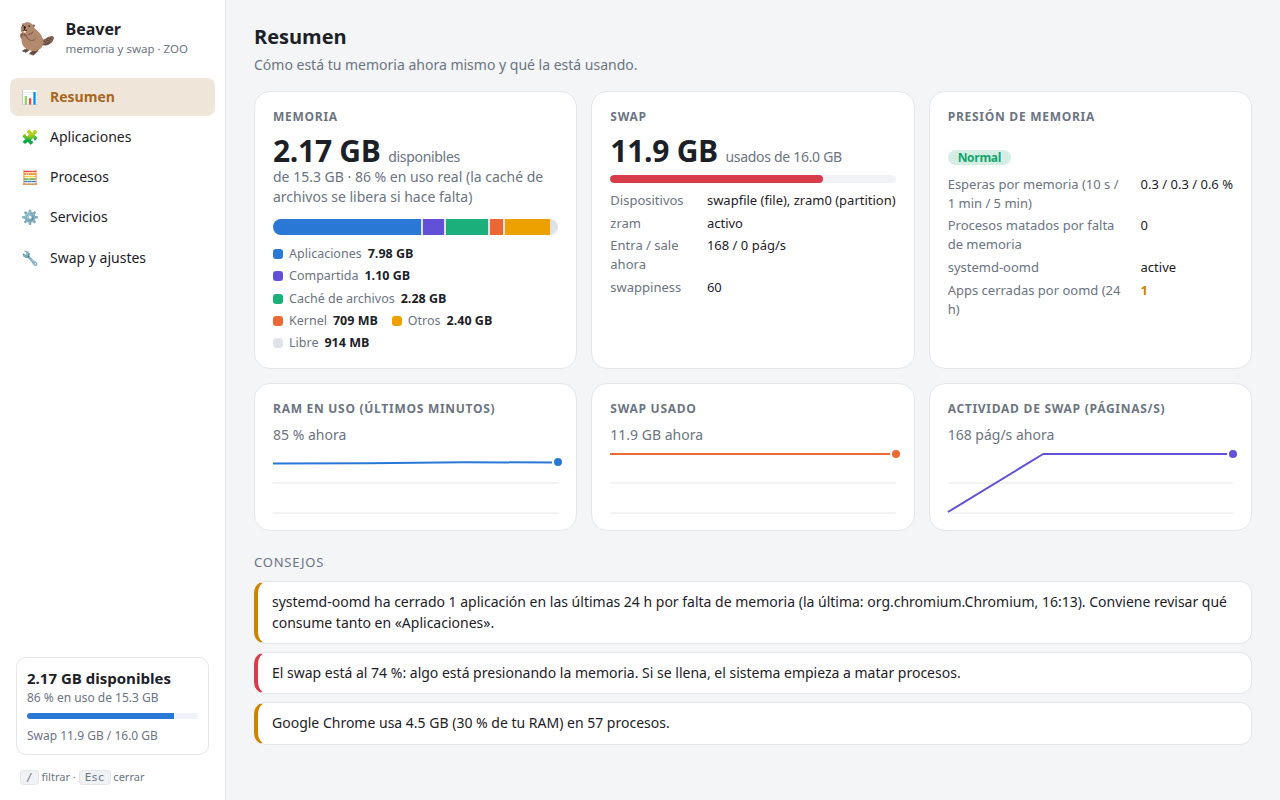 Beaver
memoria y swap · ZOO
Resumen
Aplicaciones
Procesos
Servicios
Swap y ajustes
2.17 GB disponibles
86 % en uso de 15.3 GB
Swap 11.9 GB / 16.0 GB
/ filtrar · Esc cerrar
Resumen
Cómo está tu memoria ahora mismo y qué la está usando.
MEMORIA
2.17 GB disponibles
de 15.3 GB · 86 % en uso real (la caché de
archivos se libera si hace falta)
Aplicaciones 7.98 GB
Compartida 1.10 GB
Caché de archivos 2.28 GB
Kernel 709 MB Otros 2.40 GB
Libre 914 MB
SWAP
11.9 GB usados de 16.0 GB
Dispositivos swapfile (file), zram0 (partition)
zram activo
Entra / sale 168 / 0 pág/s
ahora
swappiness 60
PRESIÓN DE MEMORIA
Normal
Esperas por memoria (10 s / 0.3 / 0.3 / 0.6 %
1 min / 5 min)
Procesos matados por falta 0
de memoria
systemd-oomd active
Apps cerradas por oomd (24 1
h)
RAM EN USO (ÚLTIMOS MINUTOS)
85 % ahora
SWAP USADO
11.9 GB ahora
ACTIVIDAD DE SWAP (PÁGINAS/S)
168 pág/s ahora
CONSEJOS
systemd-oomd ha cerrado 1 aplicación en las últimas 24 h por falta de memoria (la última: org.chromium.Chromium, 16:13). Conviene revisar qué
consume tanto en «Aplicaciones».
El swap está al 74 %: algo está presionando la memoria. Si se llena, el sistema empieza a matar procesos.
Google Chrome usa 4.5 GB (30 % de tu RAM) en 57 procesos.